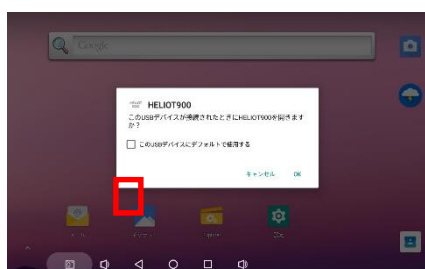 Google
HELIOT900
このUSBデバイスが接続されたときにHELIOT900を開きます
か？
このUSBデバイスにデフォルトで使用する
キャンセル OK